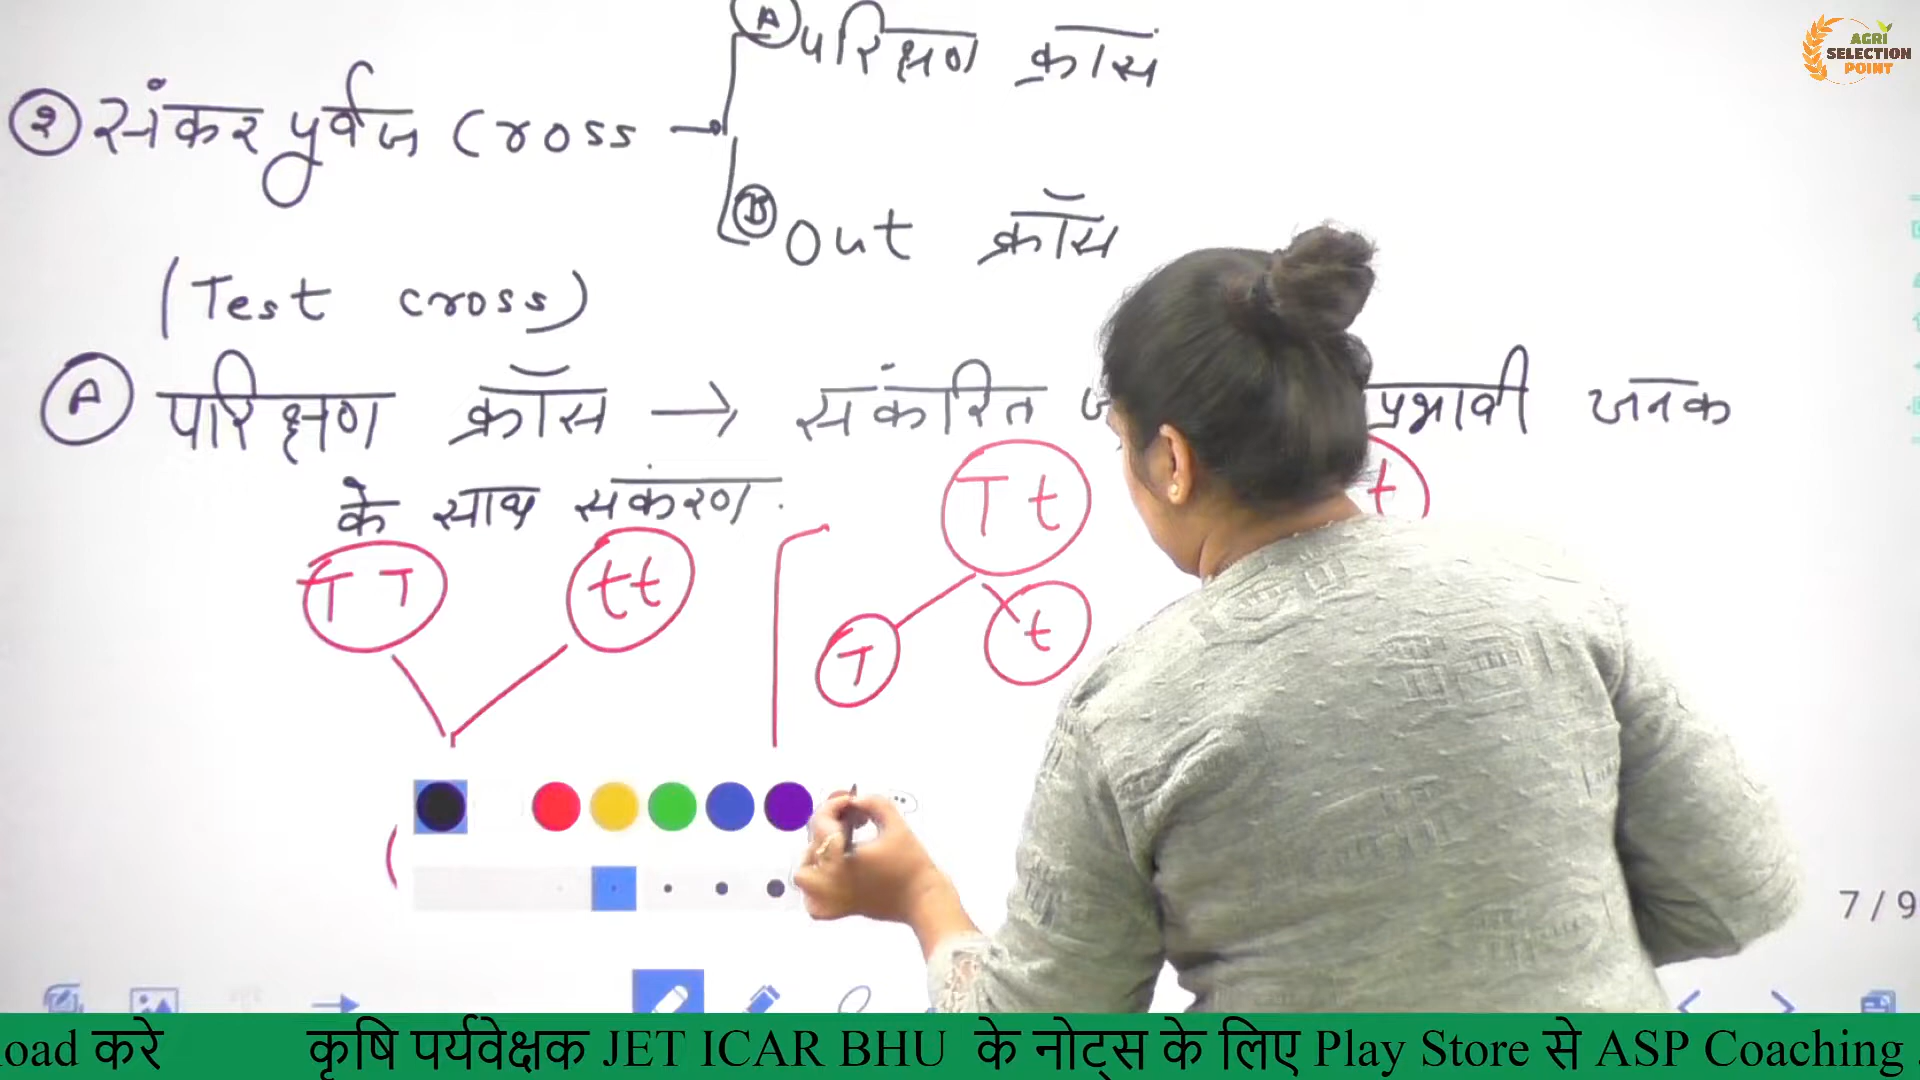 A परिक्षण क्रास
२ संकर पूर्वज Cross →
B Out क्रॉस
(Test cross)
A परिक्षण क्रॉस → संकरित प्रभावी जनक
के साथ संकरण
TT tt Tt t
T t
7/9
AGRI SELECTION POINT
oad करे कृषि पर्यवेक्षक JET ICAR BHU के नोट्स के लिए Play Store से ASP Coaching